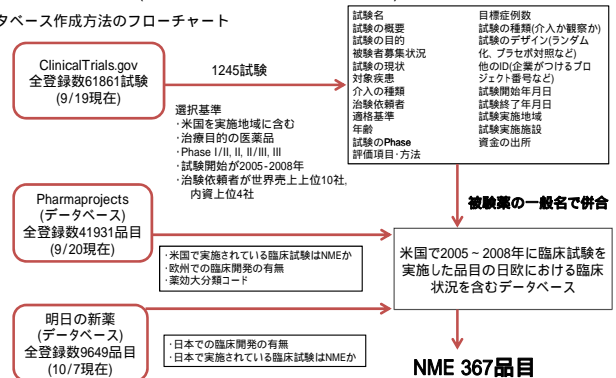 タベース作成方法のフローチャート
ClinicalTrials.gov
全登録数61861試験
(9/19現在)
1245試験
選択基準
・米国を実施地域に含む
・治療目的の医薬品
・Phase I/II, II, II/III, III
・試験開始が2005-2008年
・治験依頼者が世界売上上位10社,
内資上位4社
試験名
試験の概要
試験の目的
被験者募集状況
試験の現状
対象疾患
介入の種類
治験依頼者
適格基準
年齢
試験のPhase
評価項目・方法
目標症例数
試験の種類(介入か観察か)
試験のデザイン(ランダム
化、プラセボ対照など)
他のID(企業がつけるプロ
ジェクト番号など)
試験開始年月日
試験終了年月日
試験実施地域
試験実施施設
資金の出所
被験薬の一般名で併合
Pharmaprojects
(データベース)
全登録数41931品目
(9/20現在)
・米国で実施されている臨床試験はNMEか
・欧州での臨床開発の有無
・薬効大分類コード
米国で2005~2008年に臨床試験を
実施した品目の日欧における臨床
状況を含むデータベース
明日の新薬
(データベース)
全登録数9649品目
(10/7現在)
・日本での臨床開発の有無
・日本で実施されている臨床試験はNMEか
NME 367品目